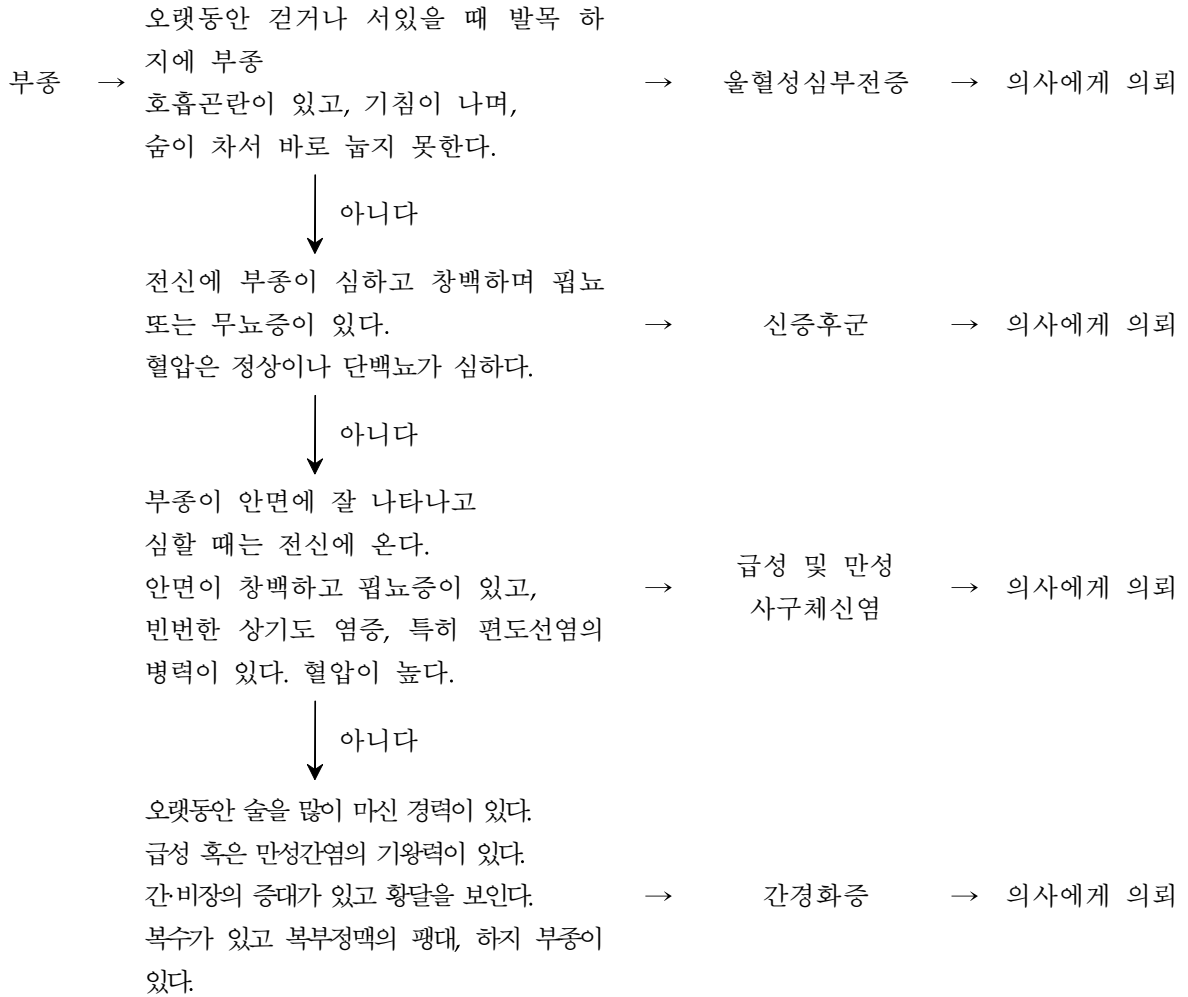 부종 →
오랫동안 걷거나 서있을 때 발목 하
지에 부종
호흡곤란이 있고, 기침이 나며,
숨이 차서 바로 눕지 못한다.
→ 울혈성심부전증 → 의사에게 의뢰
아니다
전신에 부종이 심하고 창백하며 핍뇨
또는 무뇨증이 있다.
혈압은 정상이나 단백뇨가 심하다.
→ 신증후군 → 의사에게 의뢰
아니다
부종이 안면에 잘 나타나고
심할 때는 전신에 온다.
안면이 창백하고 핍뇨증이 있고,
빈번한 상기도 염증, 특히 편도선염의
병력이 있다. 혈압이 높다.
→ 급성 및 만성
사구체신염 → 의사에게 의뢰
아니다
오랫동안 술을 많이 마신 경력이 있다.
급성 혹은 만성간염의 기왕력이 있다.
간·비장의 증대가 있고 황달을 보인다.
복수가 있고 복부정맥의 팽대, 하지 부종이
있다.
→ 간경화증 → 의사에게 의뢰